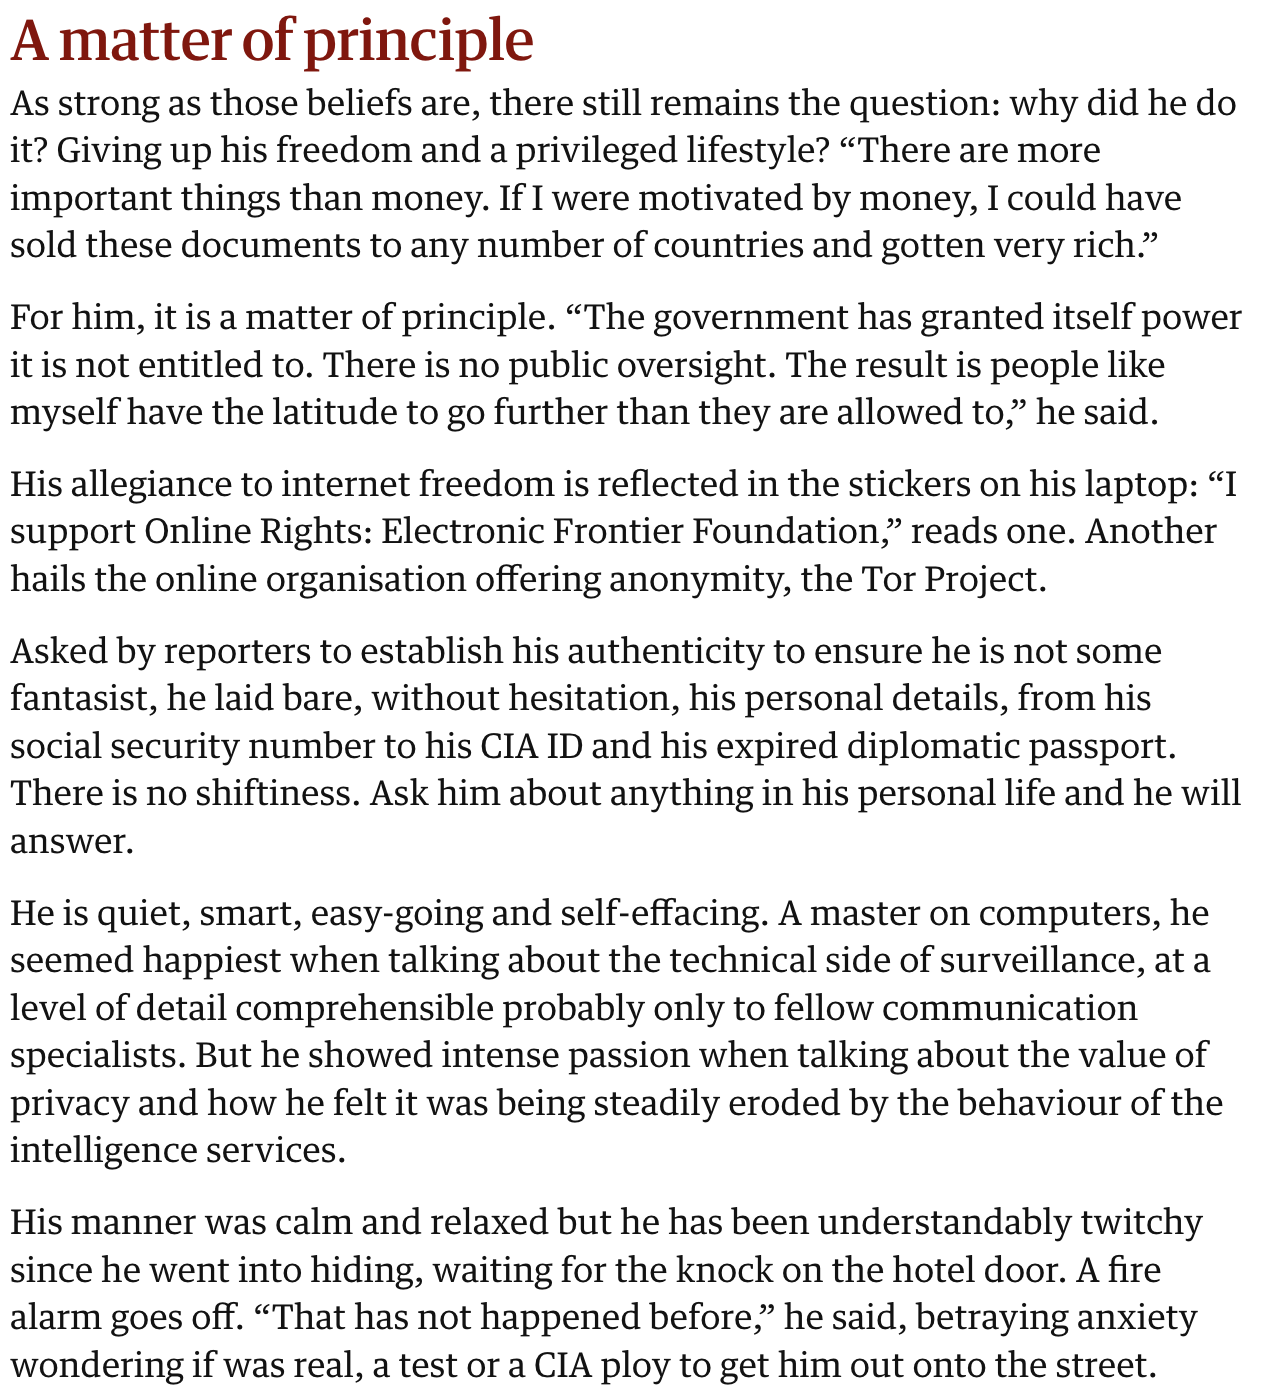 A matter of principle
As strong as those beliefs are, there still remains the question: why did he do
it? Giving up his freedom and a privileged lifestyle? “There are more
important things than money. If I were motivated by money, I could have
sold these documents to any number of countries and gotten very rich.”
For him, it is a matter of principle. “The government has granted itself power
it is not entitled to. There is no public oversight. The result is people like
myself have the latitude to go further than they are allowed to,” he said.
His allegiance to internet freedom is reflected in the stickers on his laptop: “I
support Online Rights: Electronic Frontier Foundation,” reads one. Another
hails the online organisation offering anonymity, the Tor Project.
Asked by reporters to establish his authenticity to ensure he is not some
fantasist, he laid bare, without hesitation, his personal details, from his
social security number to his CIA ID and his expired diplomatic passport.
There is no shiftiness. Ask him about anything in his personal life and he will
answer.
He is quiet, smart, easy-going and self-effacing. A master on computers, he
seemed happiest when talking about the technical side of surveillance, at a
level of detail comprehensible probably only to fellow communication
specialists. But he showed intense passion when talking about the value of
privacy and how he felt it was being steadily eroded by the behaviour of the
intelligence services.
His manner was calm and relaxed but he has been understandably twitchy
since he went into hiding, waiting for the knock on the hotel door. A fire
alarm goes off. “That has not happened before,” he said, betraying anxiety
wondering if was real, a test or a CIA ploy to get him out onto the street.